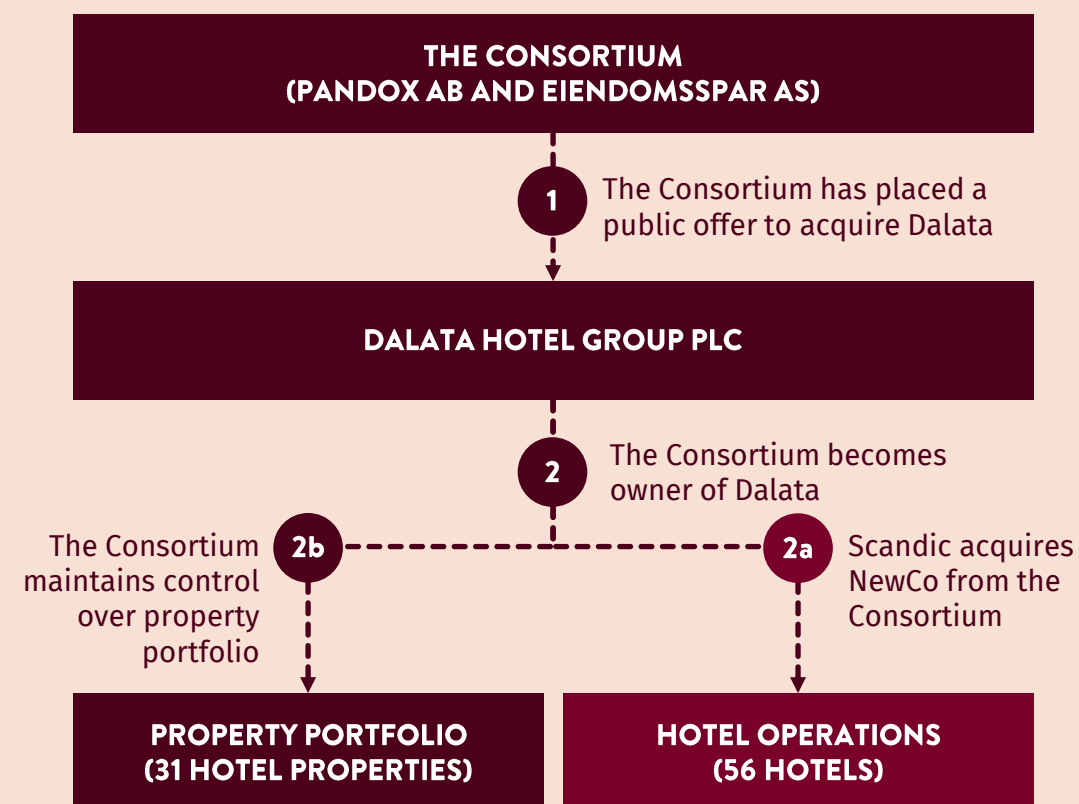 THE CONSORTIUM
(PANDOX AB AND EIENDOMSSPAR AS)
1
The Consortium has placed a
public offer to acquire Dalata
DALATA HOTEL GROUP PLC
2
The Consortium becomes
owner of Dalata
The Consortium
maintains control
over property
portfolio
2b
2a
Scandic acquires
NewCo from the
Consortium
PROPERTY PORTFOLIO
(31 HOTEL PROPERTIES)
HOTEL OPERATIONS
(56 HOTELS)